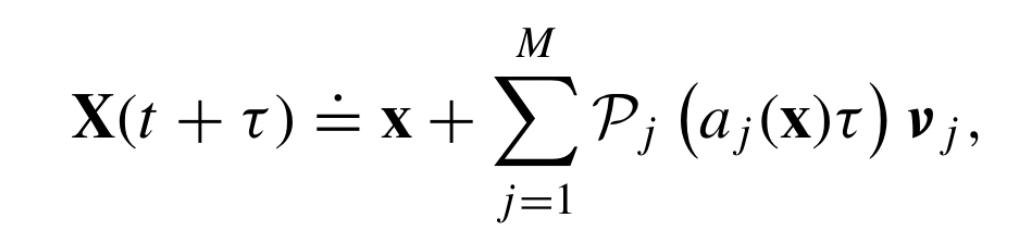 X(t + τ) ≐ x + ∑_{j=1}^{M} 𝒫_j (a_j(x)τ) ν_j,